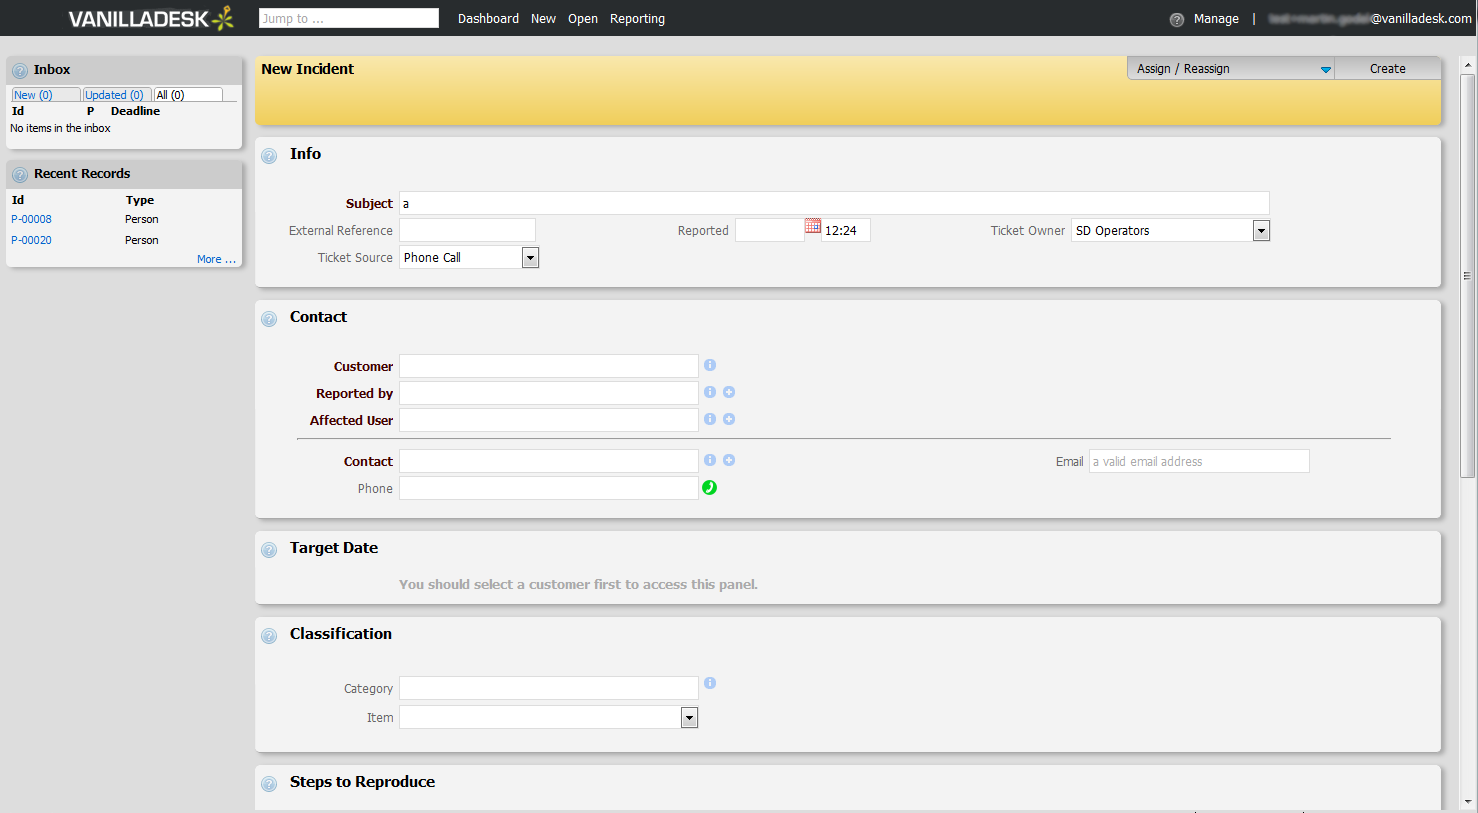 VANILLADESK Jump to ... Dashboard New Open Reporting ? Manage | @vanilladesk.com
? Inbox
New (0) Updated (0) All (0)
Id P Deadline
No items in the inbox
? Recent Records
Id Type
P-00008 Person
P-00020 Person
More ...
New Incident Assign / Reassign Create
? Info
Subject a
External Reference Reported 12:24 Ticket Owner SD Operators
Ticket Source Phone Call
? Contact
Customer i
Reported by i +
Affected User i +
Contact i + Email a valid email address
Phone
? Target Date
You should select a customer first to access this panel.
? Classification
Category i
Item
? Steps to Reproduce